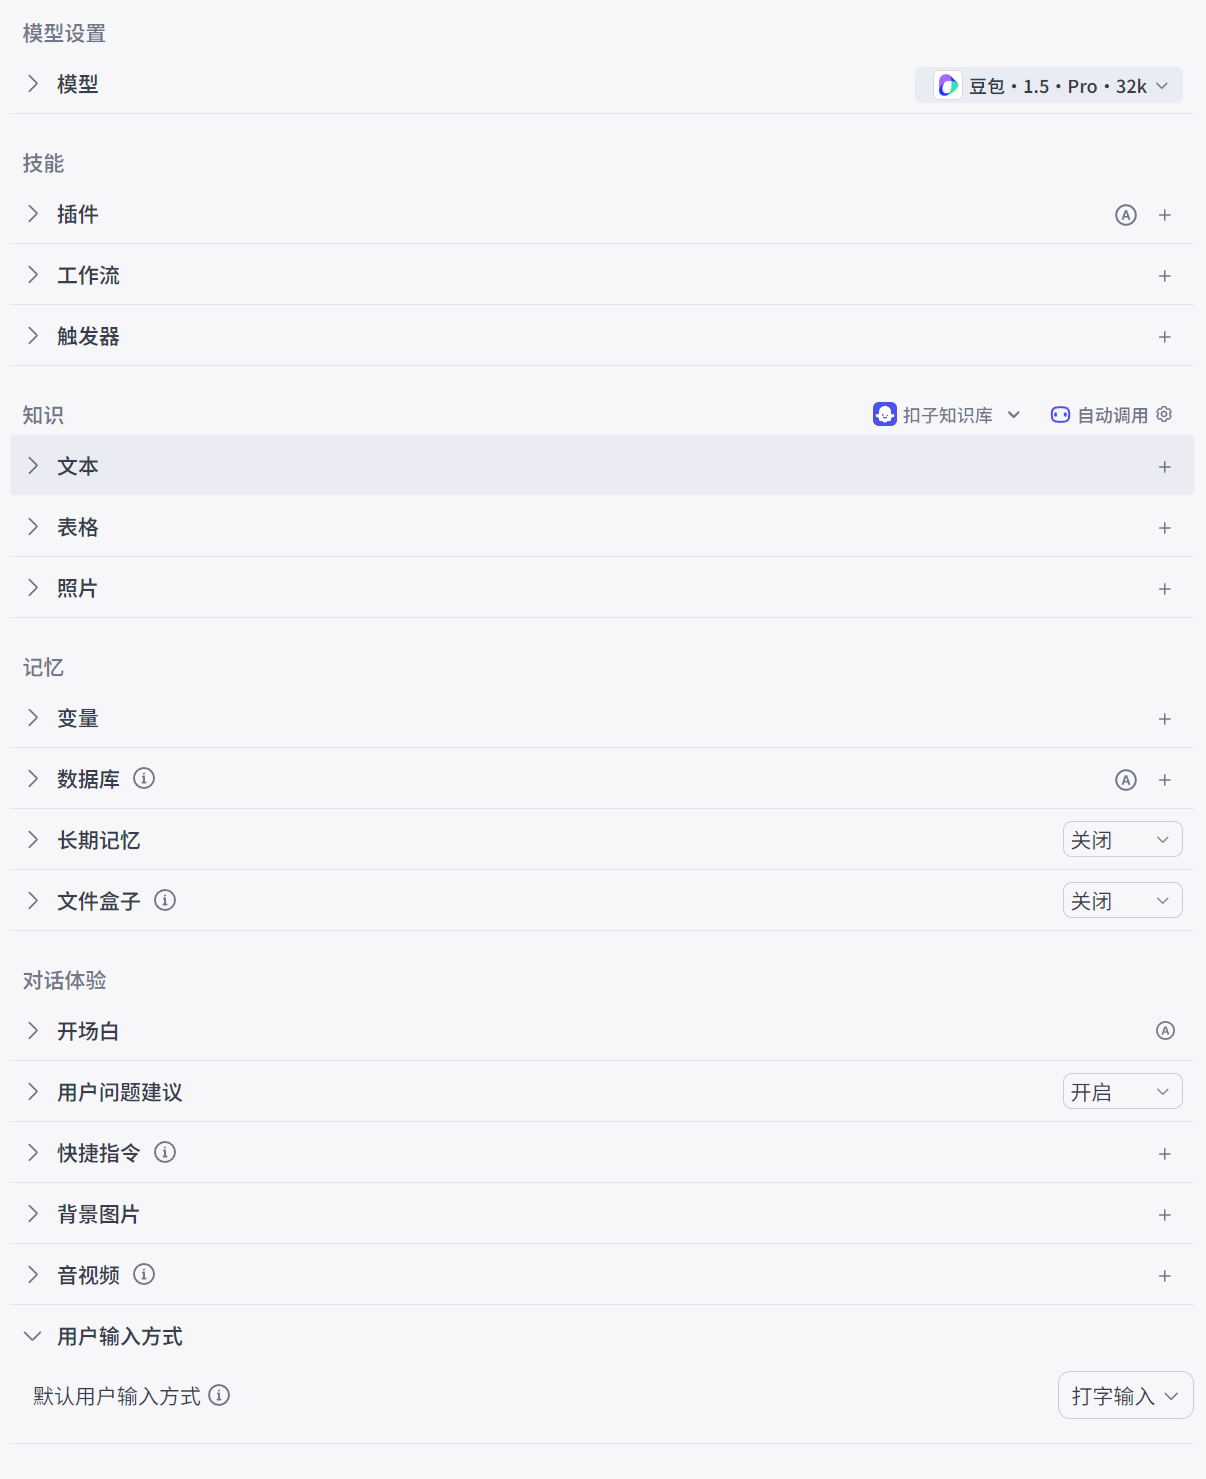 模型设置
模型
豆包・1.5・Pro・32k
技能
插件
A
工作流
触发器
知识
扣子知识库
自动调用
文本
表格
照片
记忆
变量
数据库
A
长期记忆
关闭
文件盒子
关闭
对话体验
开场白
A
用户问题建议
开启
快捷指令
背景图片
音视频
用户输入方式
默认用户输入方式
打字输入